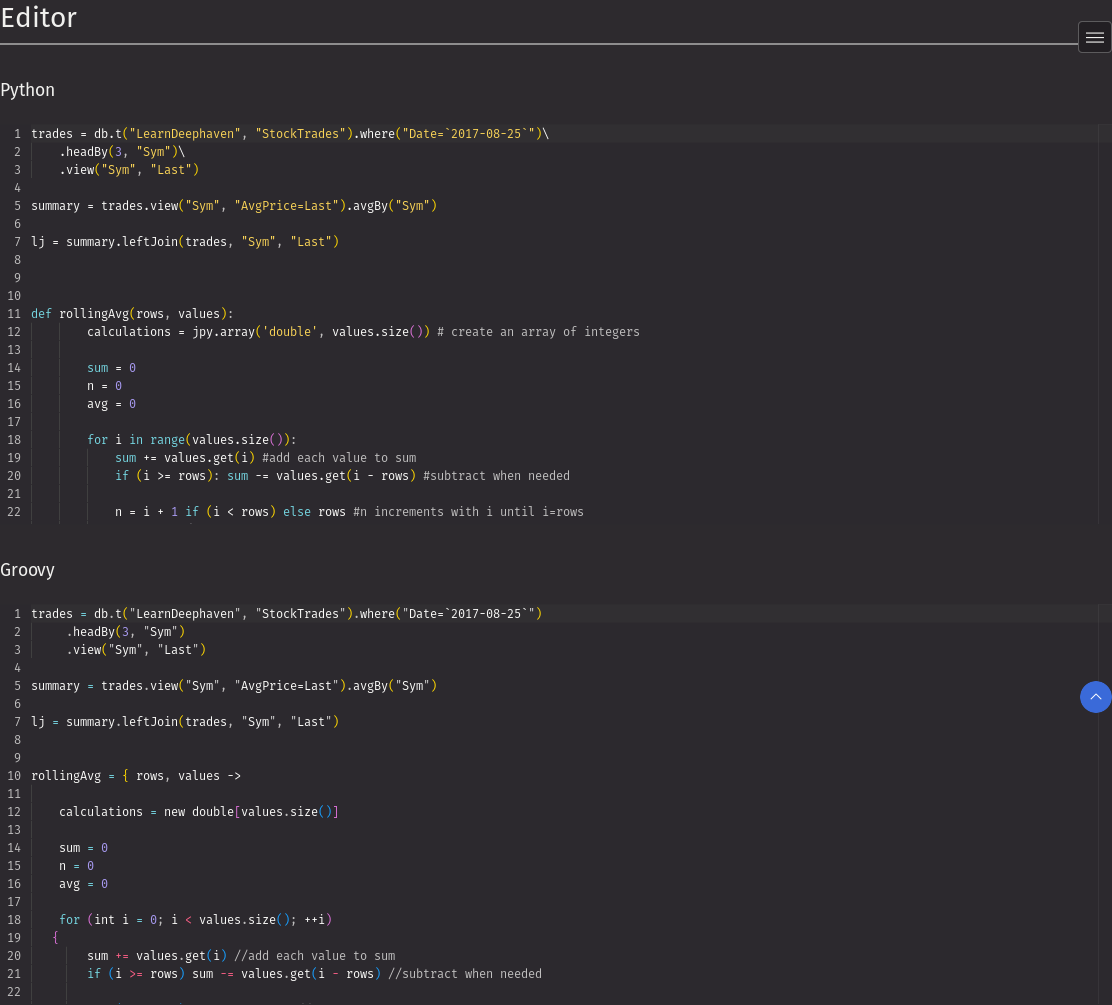 Editor
Python
1 trades = db.t("LearnDeephaven", "StockTrades").where("Date=`2017-08-25`")\
2     .headBy(3, "Sym")\
3     .view("Sym", "Last")
4
5 summary = trades.view("Sym", "AvgPrice=Last").avgBy("Sym")
6
7 lj = summary.leftJoin(trades, "Sym", "Last")
8
9
10
11 def rollingAvg(rows, values):
12         calculations = jpy.array('double', values.size()) # create an array of integers
13
14         sum = 0
15         n = 0
16         avg = 0
17
18         for i in range(values.size()):
19             sum += values.get(i) #add each value to sum
20             if (i >= rows): sum -= values.get(i - rows) #subtract when needed
21
22             n = i + 1 if (i < rows) else rows #n increments with i until i=rows
Groovy
1 trades = db.t("LearnDeephaven", "StockTrades").where("Date=`2017-08-25`")
2      .headBy(3, "Sym")
3      .view("Sym", "Last")
4
5 summary = trades.view("Sym", "AvgPrice=Last").avgBy("Sym")
6
7 lj = summary.leftJoin(trades, "Sym", "Last")
8
9
10 rollingAvg = { rows, values ->
11
12     calculations = new double[values.size()]
13
14     sum = 0
15     n = 0
16     avg = 0
17
18     for (int i = 0; i < values.size(); ++i)
19    {
20         sum += values.get(i) //add each value to sum
21         if (i >= rows) sum -= values.get(i - rows) //subtract when needed
22